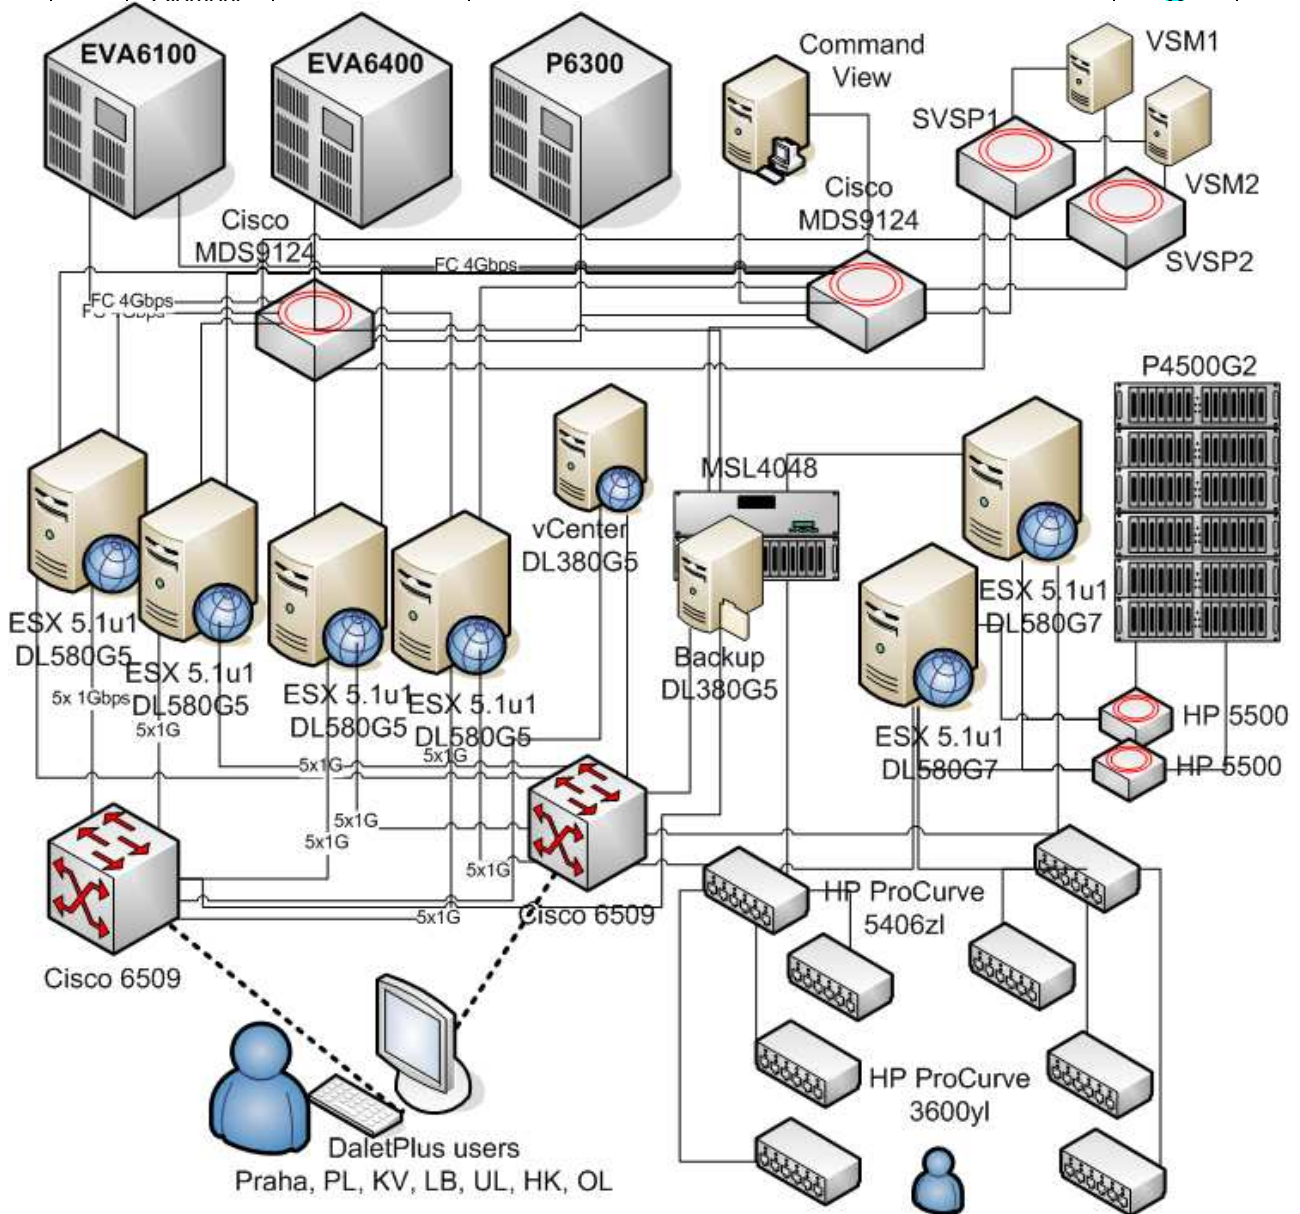 EVA6100
EVA6400
P6300
Command
View
VSM1
SVSP1
VSM2
SVSP2
Cisco
MDS9124
Cisco
MDS9124
FC 4Gbps
FC 4Gbps
P4500G2
MSL4048
vCenter
DL380G5
ESX 5.1u1
DL580G5
ESX 5.1u1
DL580G5
ESX 5.1u1
DL580G5
ESX 5.1u1
DL580G5
Backup
DL380G5
ESX 5.1u1
DL580G7
ESX 5.1u1
DL580G7
HP 5500
HP 5500
5x 1Gbps
5x1G
5x1G
5x1G
5x1G
5x1G
5x1G
5x1G
Cisco 6509
Cisco 6509
HP ProCurve
5406zl
HP ProCurve
3600yl
DaletPlus users
Praha, PL, KV, LB, UL, HK, OL